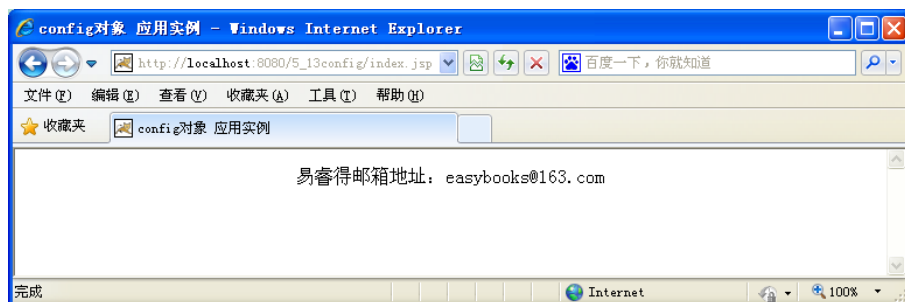 config对象 应用实例 - Windows Internet Explorer
http://localhost:8080/5_13config/index.jsp 百度一下，你就知道
文件(F) 编辑(E) 查看(V) 收藏夹(A) 工具(T) 帮助(H)
收藏夹 config对象 应用实例
易睿得邮箱地址：easybooks@163.com
完成 Internet 100%